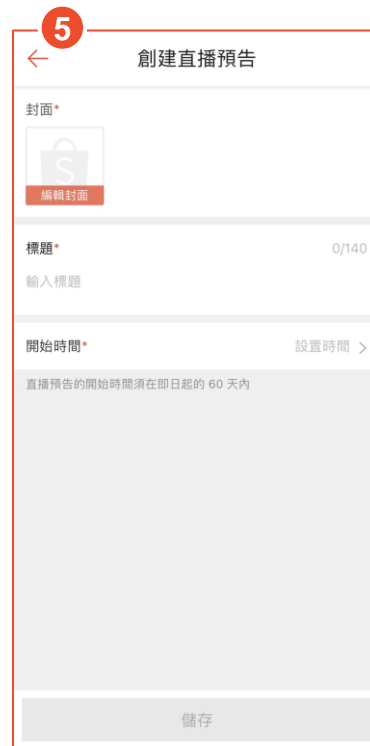 5
創建直播預告
封面*
S
編輯封面
標題* 0/140
輸入標題
開始時間* 設置時間 >
直播預告的開始時間須在即日起的 60 天內
儲存